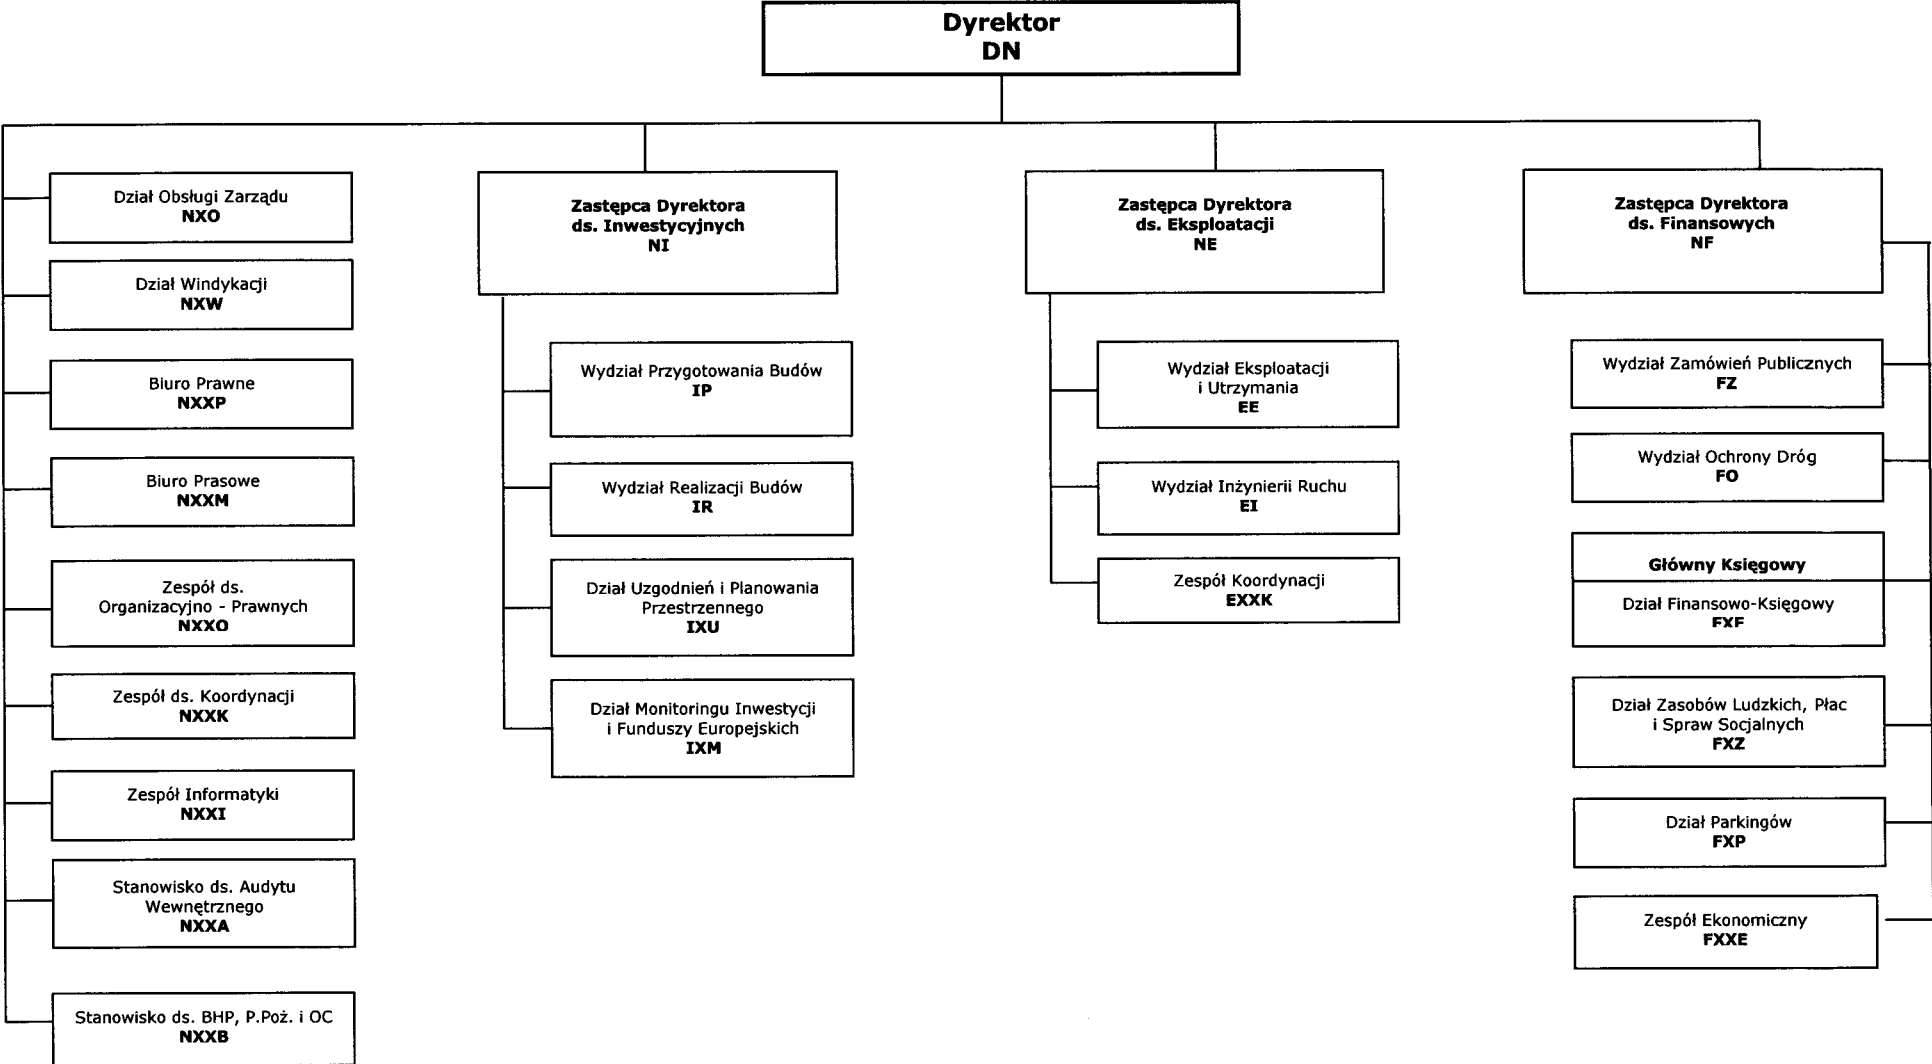 Dyrektor
DN
Dział Obsługi Zarządu
NXO
Dział Windykacji
NXW
Biuro Prawne
NXXP
Biuro Prasowe
NXXM
Zespół ds.
Organizacyjno - Prawnych
NXXO
Zespół ds. Koordynacji
NXXK
Zespół Informatyki
NXXI
Stanowisko ds. Audytu
Wewnętrznego
NXXA
Stanowisko ds. BHP, P.Poż. i OC
NXXB
Zastępca Dyrektora
ds. Inwestycyjnych
NI
Wydział Przygotowania Budów
IP
Wydział Realizacji Budów
IR
Dział Uzgodnień i Planowania
Przestrzennego
IXU
Dział Monitoringu Inwestycji
i Funduszy Europejskich
IXM
Zastępca Dyrektora
ds. Eksploatacji
NE
Wydział Eksploatacji
i Utrzymania
EE
Wydział Inżynierii Ruchu
EI
Zespół Koordynacji
EXXK
Zastępca Dyrektora
ds. Finansowych
NF
Wydział Zamówień Publicznych
FZ
Wydział Ochrony Dróg
FO
Główny Księgowy
Dział Finansowo-Księgowy
FXF
Dział Zasobów Ludzkich, Płac
i Spraw Socjalnych
FXZ
Dział Parkingów
FXP
Zespół Ekonomiczny
FXXE